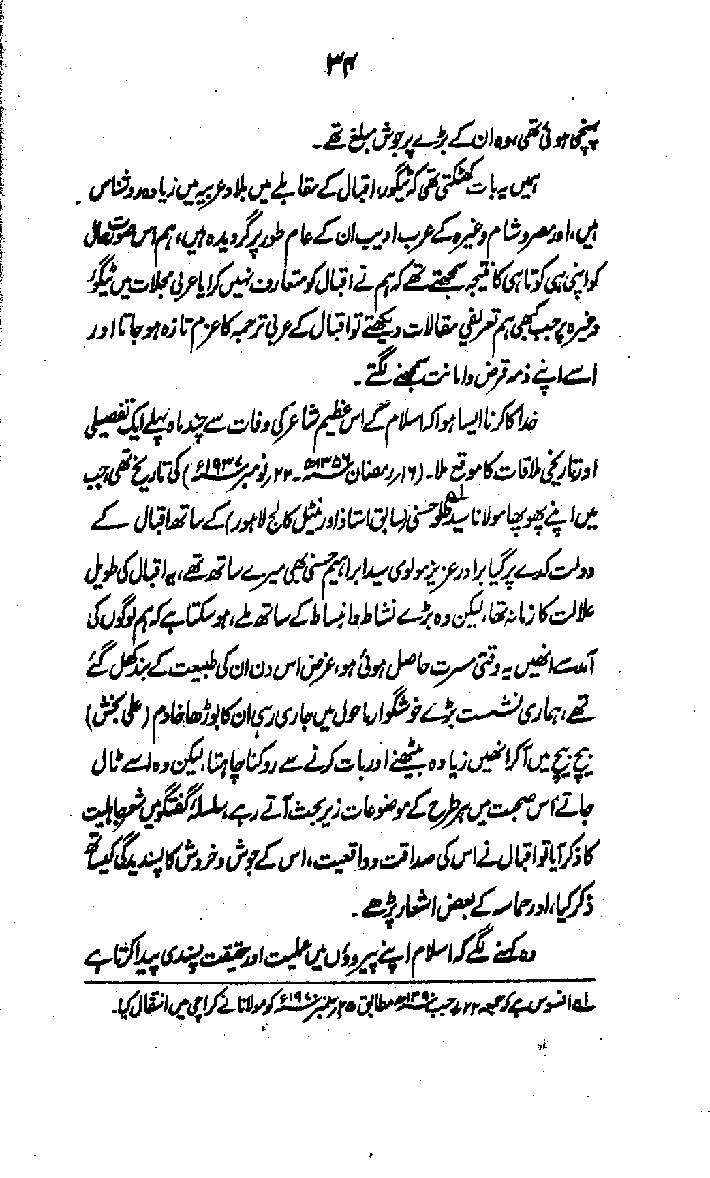 ۳۴
پہنچی ہوئی تھی، وہ ان کے بڑے پرجوش مبلغ تھے۔
ہمیں یہ بات کھٹکتی تھی کہ ٹیگور، اقبال کے مقابلے میں بلاد عربیہ میں زیادہ روشناس
ہیں، اور مصر و شام وغیرہ کے عرب ادیب ان کے عام طور پر گرویدہ ہیں، ہم اس صورت حال
کو اپنی ہی کوتاہی کا نتیجہ سمجھتے تھے کہ ہم نے اقبال کو متعارف نہیں کرایا عربی مجلات میں ٹیگور
وغیرہ پر جب کبھی ہم تعریفی مقالات دیکھتے تو اقبال کے عربی ترجمہ کا عزم تازہ ہو جاتا اور
اسے اپنے ذمہ قرض و امانت سمجھنے لگتے۔
خدا کا کرنا ایسا ہوا کہ اسلام کے اس عظیم شاعر کی وفات سے چند ماہ پہلے ایک تفصیلی
اور تاریخی ملاقات کا موقع ملا۔ (۱۶؍ رمضان ۱۳۵۶ھ ۔ ۲۲؍ نومبر ۱۹۳۷ء) کی تاریخ تھی، جب
میں اپنے پھوپھا مولانا سید طلحہ حسنی (سابق استاذ اورینٹل کالج لاہور)ؒ کے ساتھ اقبال کے
دولت کدے پر گیا برادر عزیز مولوی سید ابراہیم حسنی بھی میرے ساتھ تھے، یہ اقبال کی طویل
علالت کا زمانہ تھا، لیکن وہ بڑے نشاط و انبساط کے ساتھ ملے، ہو سکتا ہے کہ ہم لوگوں کی
آمد سے انھیں یہ وقتی مسرت حاصل ہوئی ہو، غرض اس دن ان کی طبیعت کے بند کھل گئے
تھے، ہماری نشست بڑے خوشگوار ماحول میں جاری رہی ان کا بوڑھا خادم (علی بخش)
بیچ بیچ میں آکر انھیں زیادہ بیٹھنے اور بات کرنے سے روکنا چاہتا، لیکن وہ اسے ٹال
جاتے اس صحبت میں ہر طرح کے موضوعات زیر بحث آتے رہے، سلسلۂ گفتگو میں شعر جاہلیت
کا ذکر آیا تو اقبال نے اس کی صداقت و واقعیت، اس کے جوش و خروش کا پسندیدگی کیساتھ
ذکر کیا، اور حماسہ کے بعض اشعار پڑھے۔
وہ کہنے لگے کہ اسلام اپنے پیروؤں میں عملیت اور حقیقت پسندی پیدا کرتا ہے
لہ افسوس ہے کہ جمعہ ۲۲ رجب ۱۳۹۰ھ مطابق ۲۵ ستمبر ۱۹۷۰ء کو مولانا نے کراچی میں انتقال کیا۔